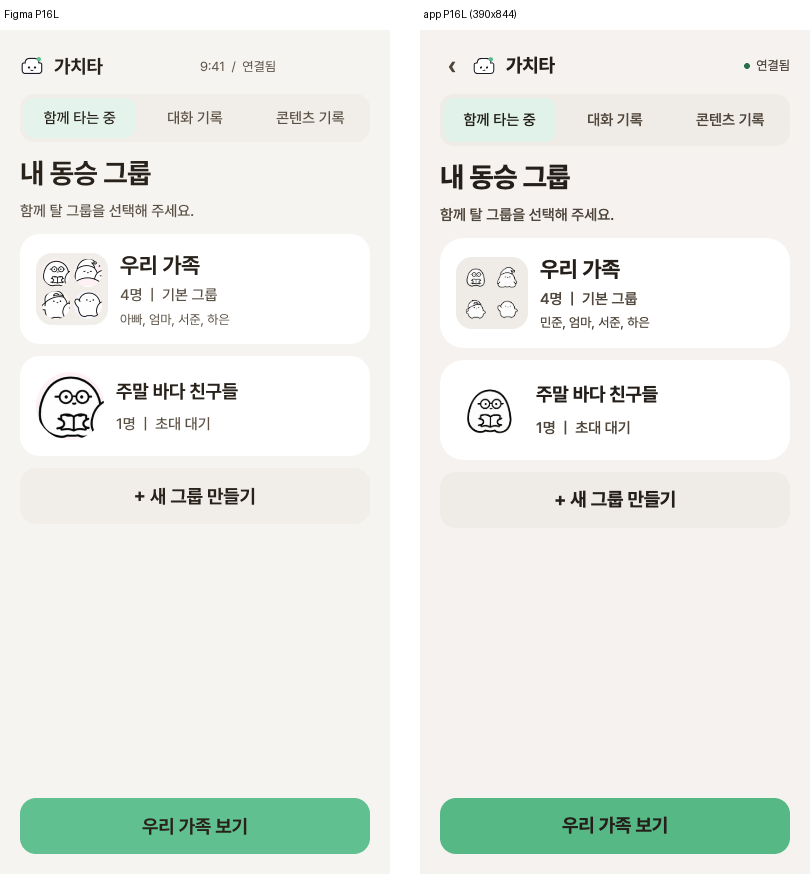 Figma P16L
가치타
9:41 / 연결됨
함께 타는 중
대화 기록
콘텐츠 기록
내 동승 그룹
함께 탈 그룹을 선택해 주세요.
우리 가족
4명 | 기본 그룹
아빠, 엄마, 서준, 하은
주말 바다 친구들
1명 | 초대 대기
+ 새 그룹 만들기
우리 가족 보기
app P16L (390x844)
‹ 가치타
연결됨
함께 타는 중
대화 기록
콘텐츠 기록
내 동승 그룹
함께 탈 그룹을 선택해 주세요.
우리 가족
4명 | 기본 그룹
민준, 엄마, 서준, 하은
주말 바다 친구들
1명 | 초대 대기
+ 새 그룹 만들기
우리 가족 보기